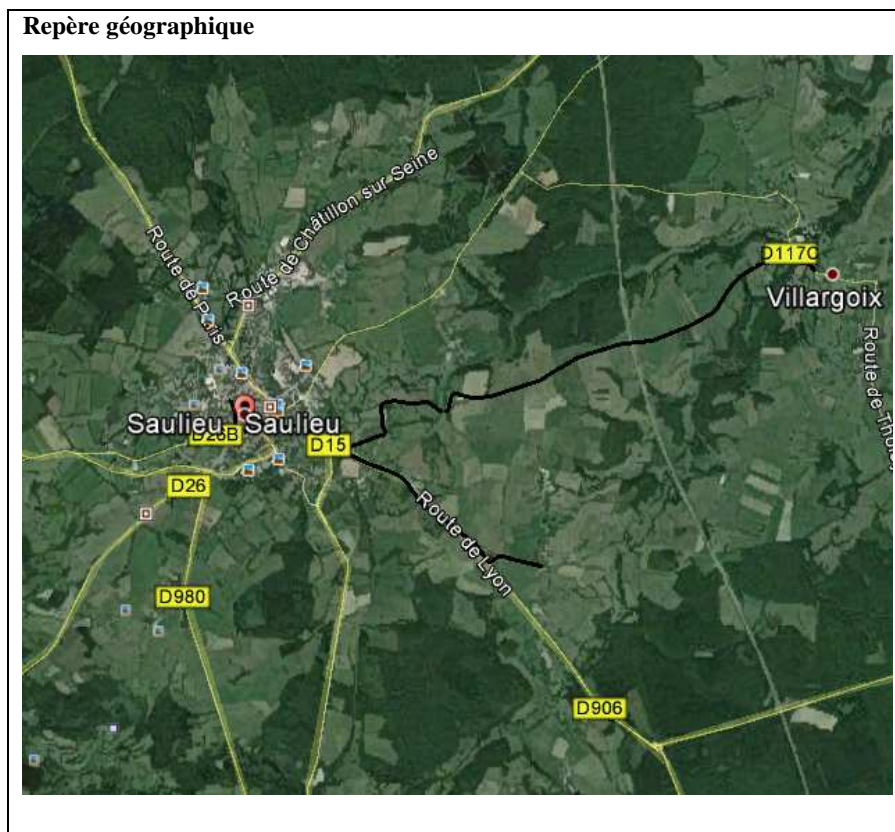 Repère géographique
Route de Châtillon sur Seine
Route de Paris
D117C
Villargoix
Route de
Saulieu
Saulieu
D26B
D15
D26
Route de Lyon
D980
D906